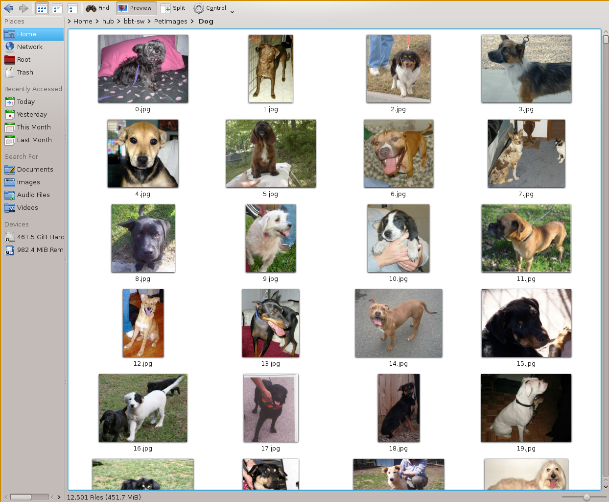 Find Preview Split Control
Home hub bbt-sw PetImages Dog
Places
Home
Network
Root
Trash
Recently Accessed
Today
Yesterday
This Month
Last Month
Search For
Documents
Images
Audio Files
Videos
Devices
461.5 GiB Hard
982.4 MiB Rem
0.jpg 1.jpg 2.jpg 3.jpg
4.jpg 5.jpg 6.jpg 7.jpg
8.jpg 9.jpg 10.jpg 11.jpg
12.jpg 13.jpg 14.jpg 15.jpg
16.jpg 17.jpg 18.jpg 19.jpg
12,501 Files (451.7 MiB)